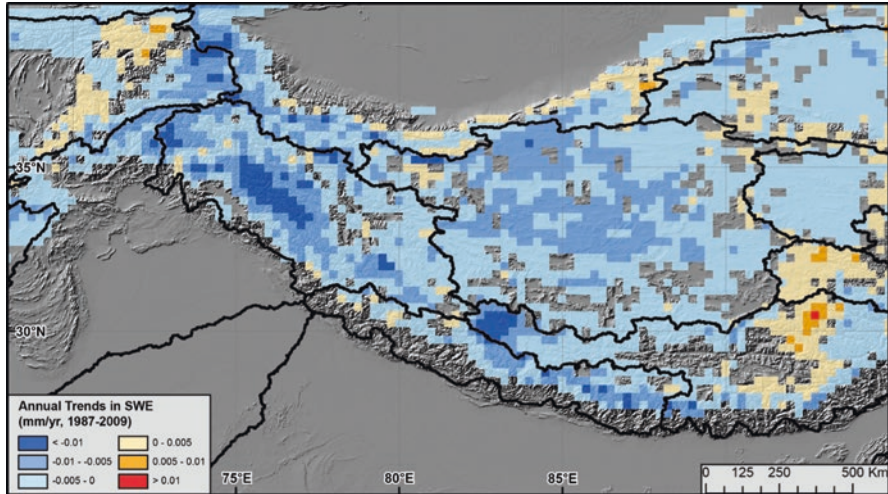 35°N
30°N
Annual Trends in SWE
(mm/yr, 1987-2009)
< -0.01
0 - 0.005
-0.01 - -0.005
0.005 - 0.01
-0.005 - 0
> 0.01
75°E
80°E
85°E
0 125 250 500 Km